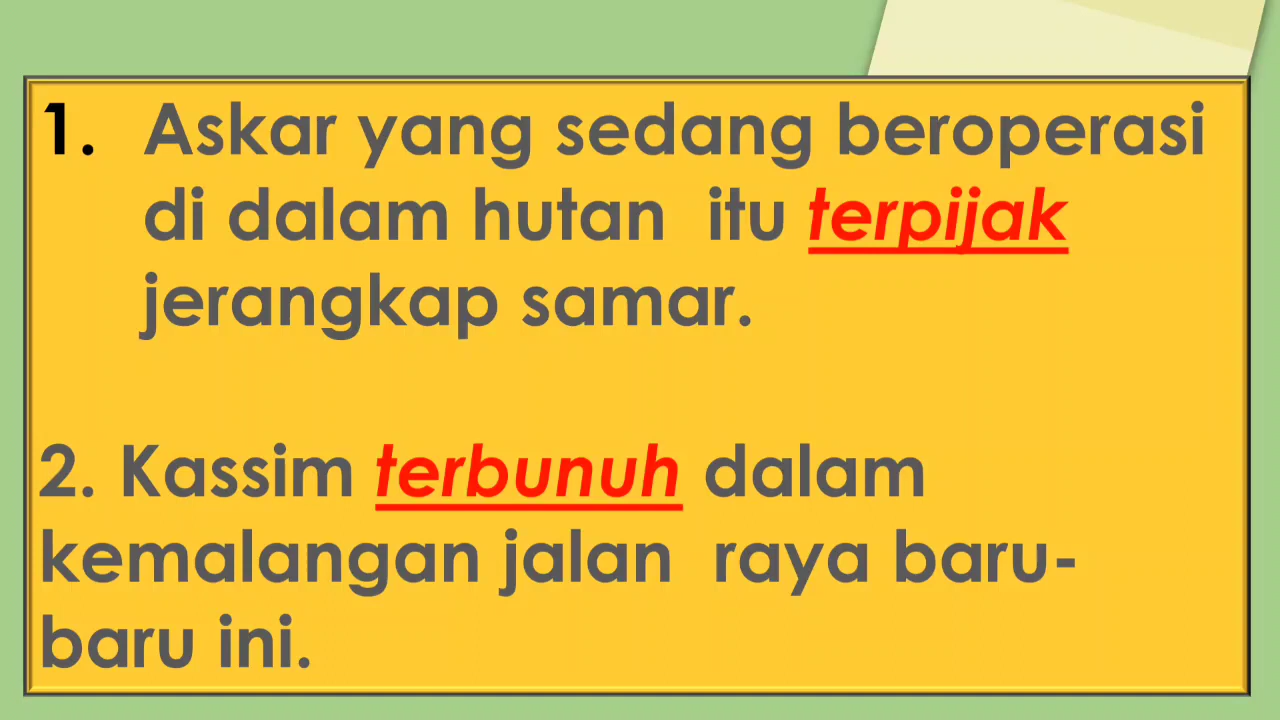 1. Askar yang sedang beroperasi
di dalam hutan itu terpijak
jerangkap samar.
2. Kassim terbunuh dalam
kemalangan jalan raya baru-
baru ini.